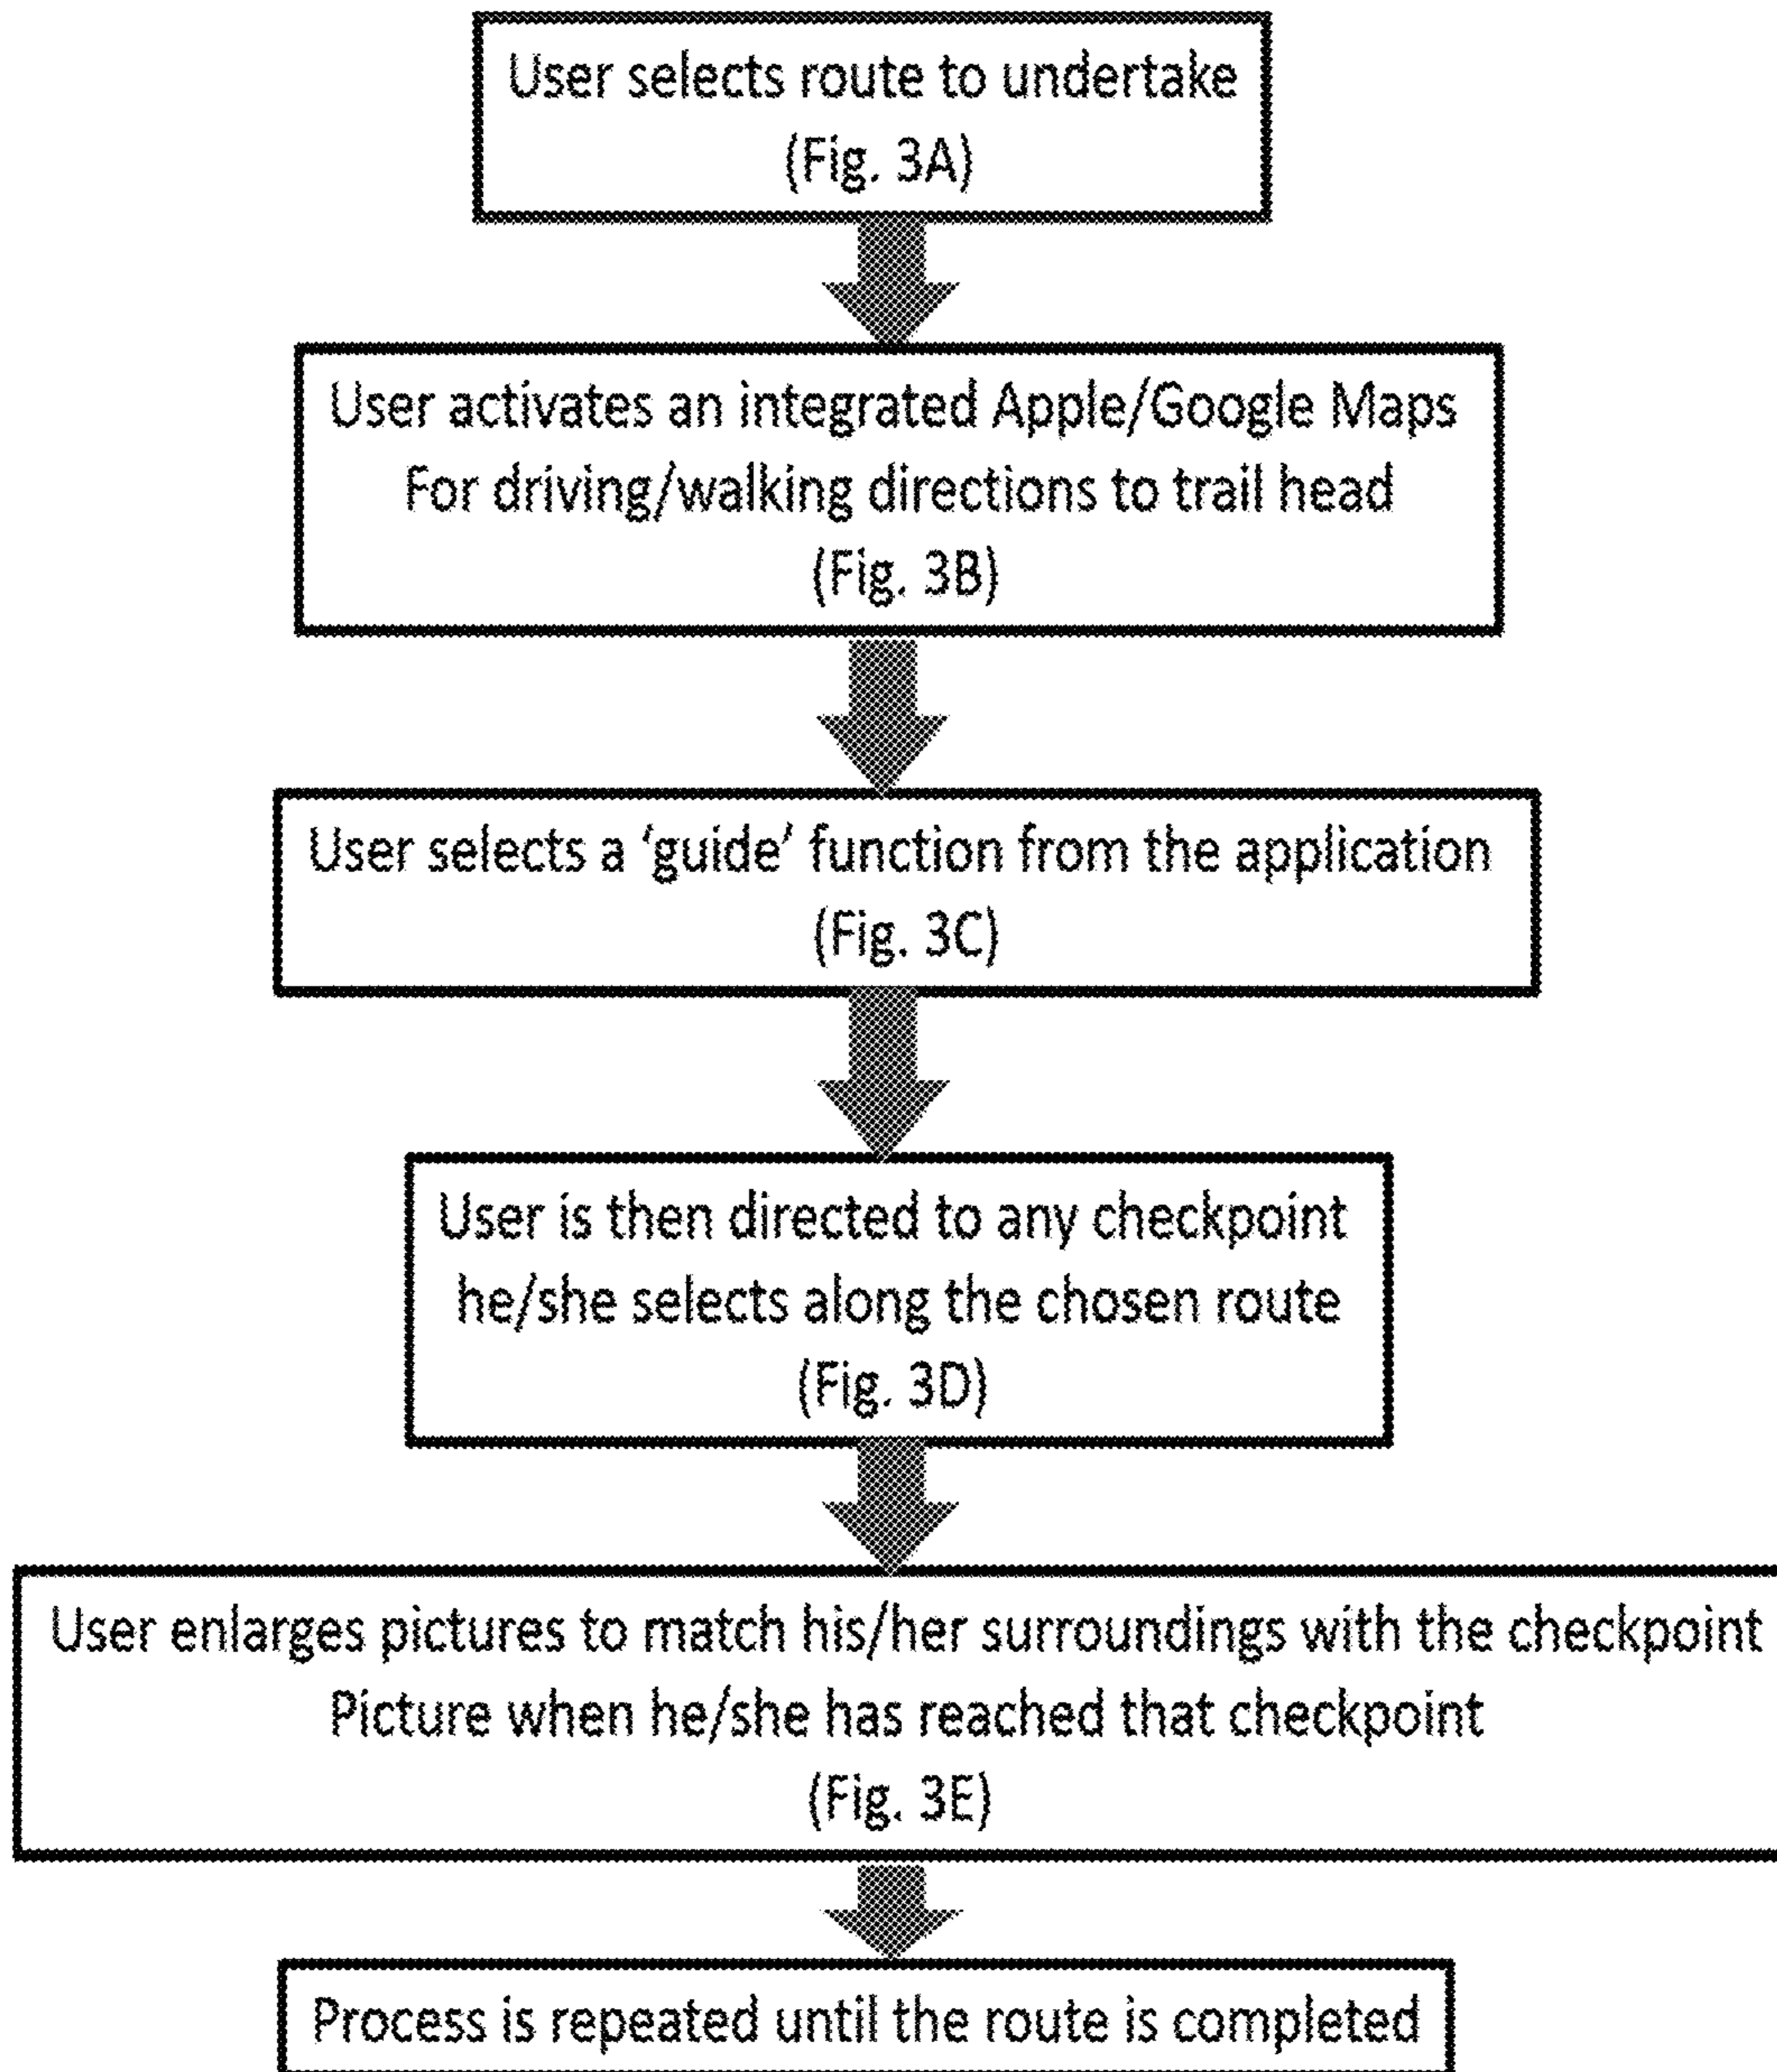 User selects route to undertake
(Fig. 3A)
User activates an integrated Apple/Google Maps
For driving/walking directions to trail head
(Fig. 3B)
User selects a ‘guide’ function from the application
(Fig. 3C)
User is then directed to any checkpoint
he/she selects along the chosen route
(Fig. 3D)
User enlarges pictures to match his/her surroundings with the checkpoint
Picture when he/she has reached that checkpoint
(Fig. 3E)
Process is repeated until the route is completed